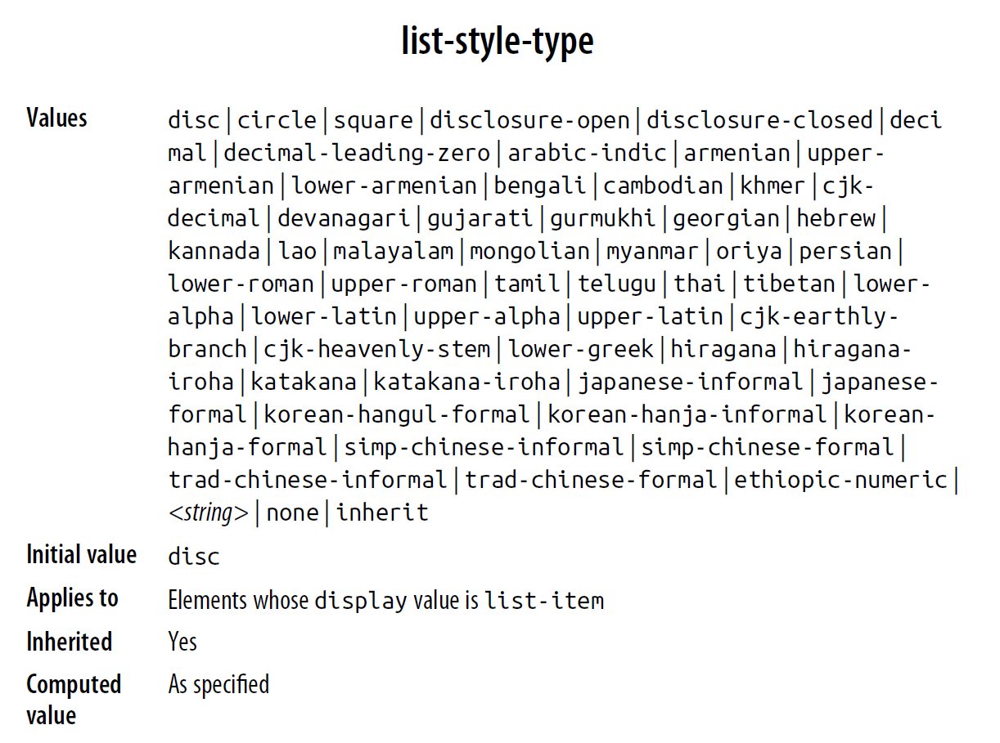 list-style-type
Values disc|circle|square|disclosure-open|disclosure-closed|deci
mal|decimal-leading-zero|arabic-indic|armenian|upper-
armenian|lower-armenian|bengali|cambodian|khmer|cjk-
decimal|devanagari|gujarati|gurmukhi|georgian|hebrew|
kannada|lao|malayalam|mongolian|myanmar|oriya|persian|
lower-roman|upper-roman|tamil|telugu|thai|tibetan|lower-
alpha|lower-latin|upper-alpha|upper-latin|cjk-earthly-
branch|cjk-heavenly-stem|lower-greek|hiragana|hiragana-
iroha|katakana|katakana-iroha|japanese-informal|japanese-
formal|korean-hangul-formal|korean-hanja-informal|korean-
hanja-formal|simp-chinese-informal|simp-chinese-formal|
trad-chinese-informal|trad-chinese-formal|ethiopic-numeric|
<string>|none|inherit
Initial value disc
Applies to Elements whose display value is list-item
Inherited Yes
Computed As specified
value